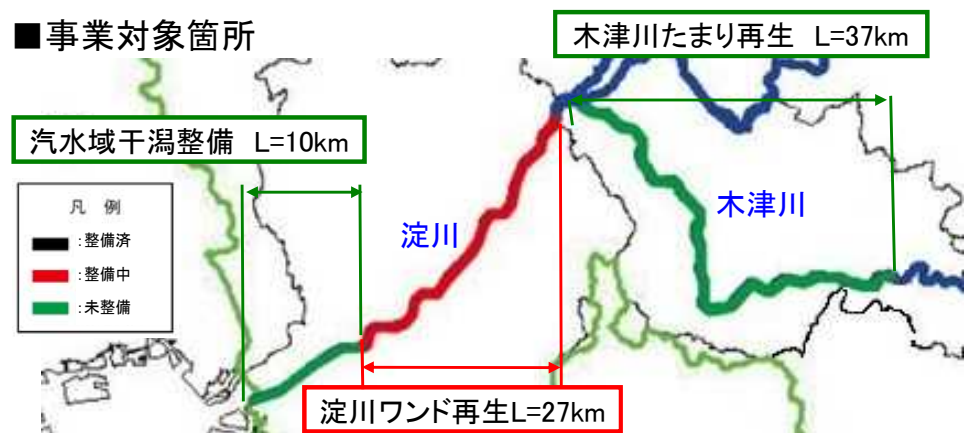 ■事業対象箇所
木津川たまり再生 L=37km
汽水域干潟整備 L=10km
凡 例
:整備済
:整備中
:未整備
淀川
木津川
淀川ワンド再生L=27km